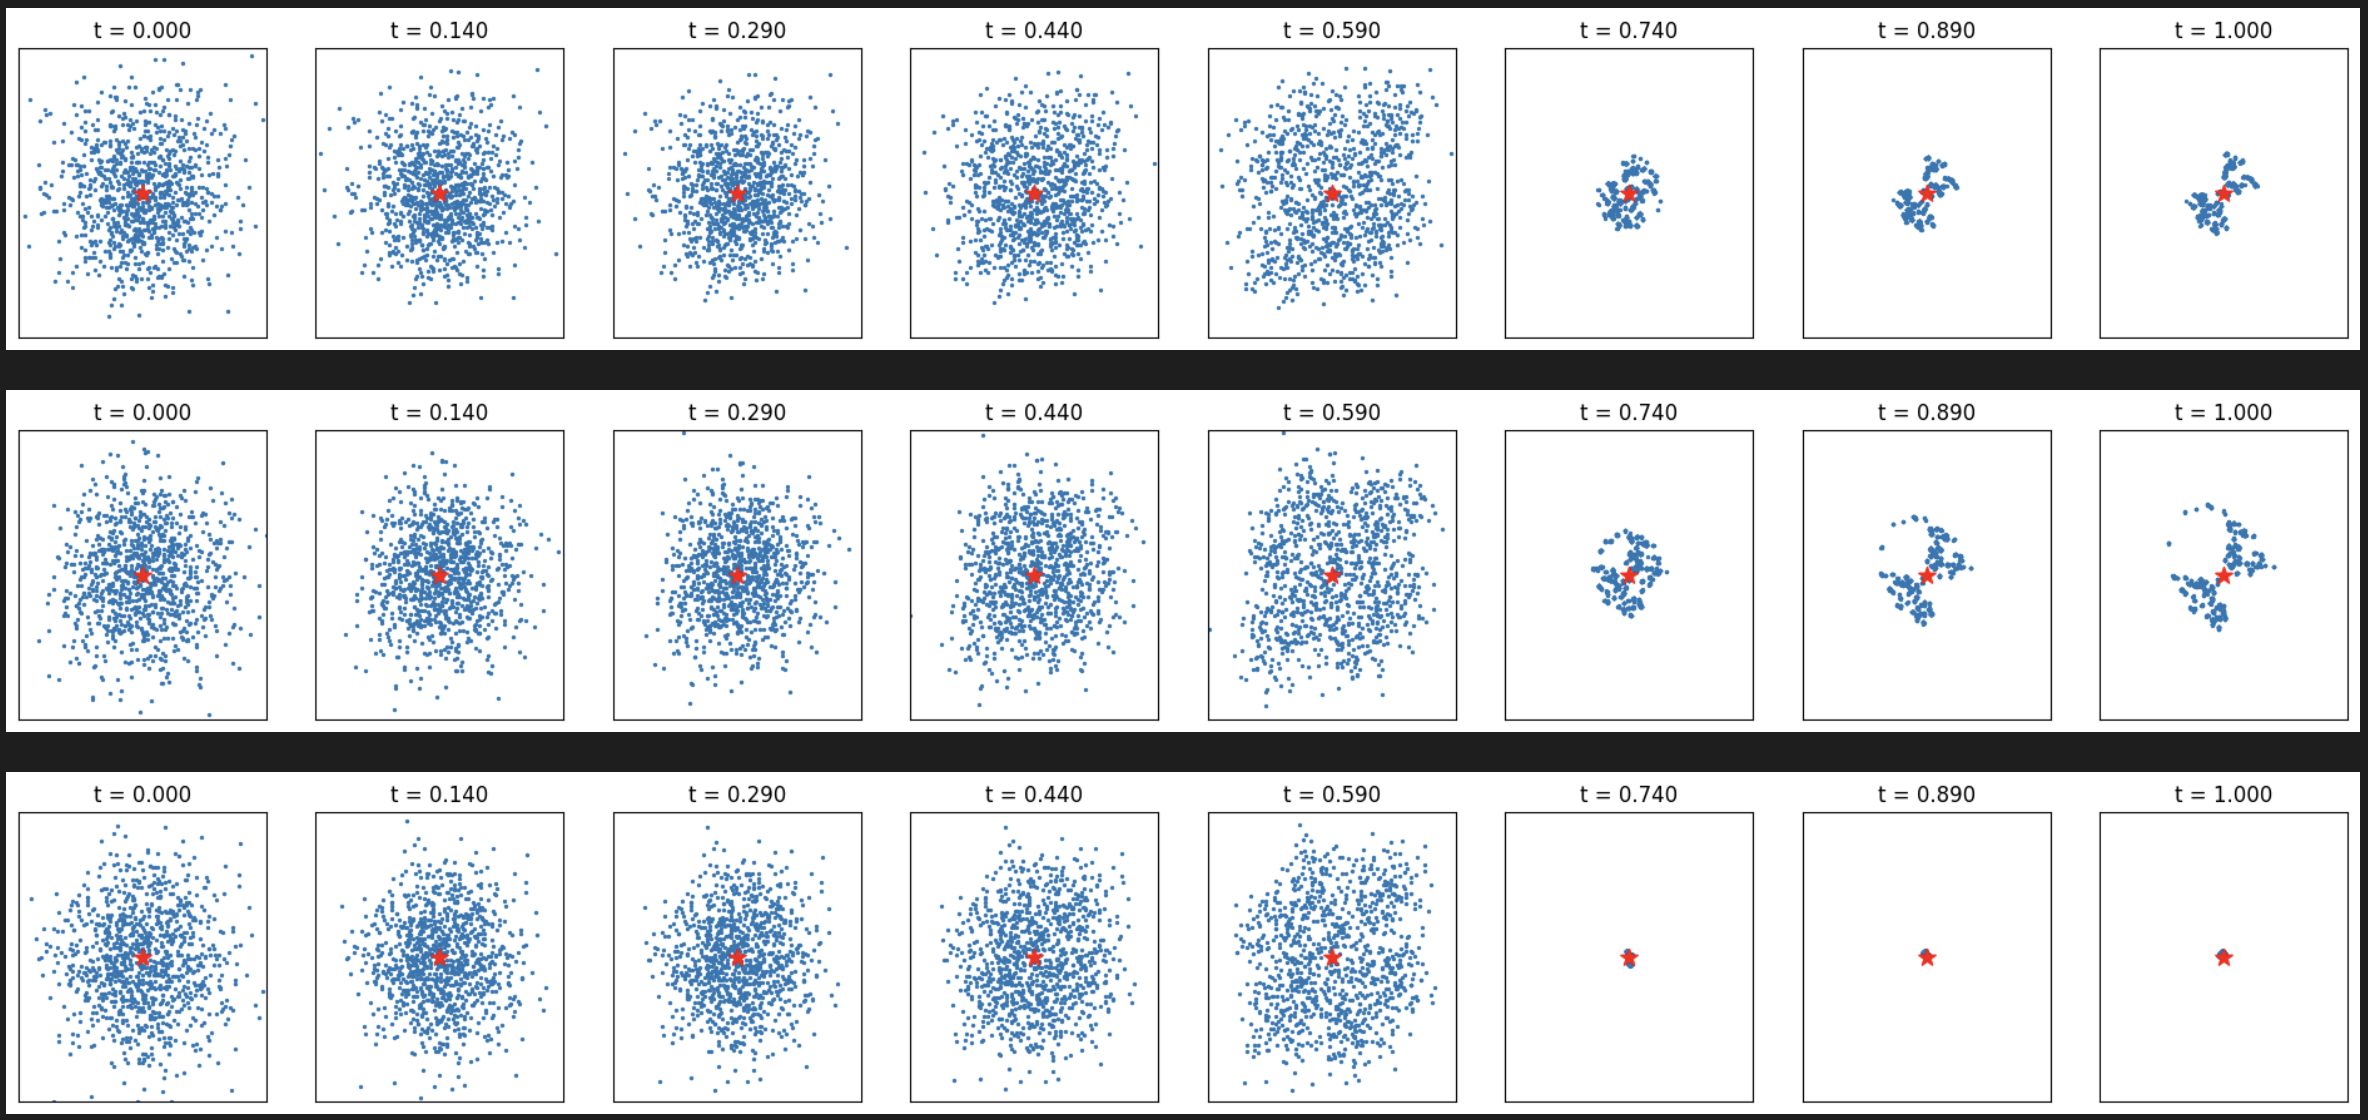 t = 0.000 t = 0.140 t = 0.290 t = 0.440 t = 0.590 t = 0.740 t = 0.890 t = 1.000
t = 0.000 t = 0.140 t = 0.290 t = 0.440 t = 0.590 t = 0.740 t = 0.890 t = 1.000
t = 0.000 t = 0.140 t = 0.290 t = 0.440 t = 0.590 t = 0.740 t = 0.890 t = 1.000